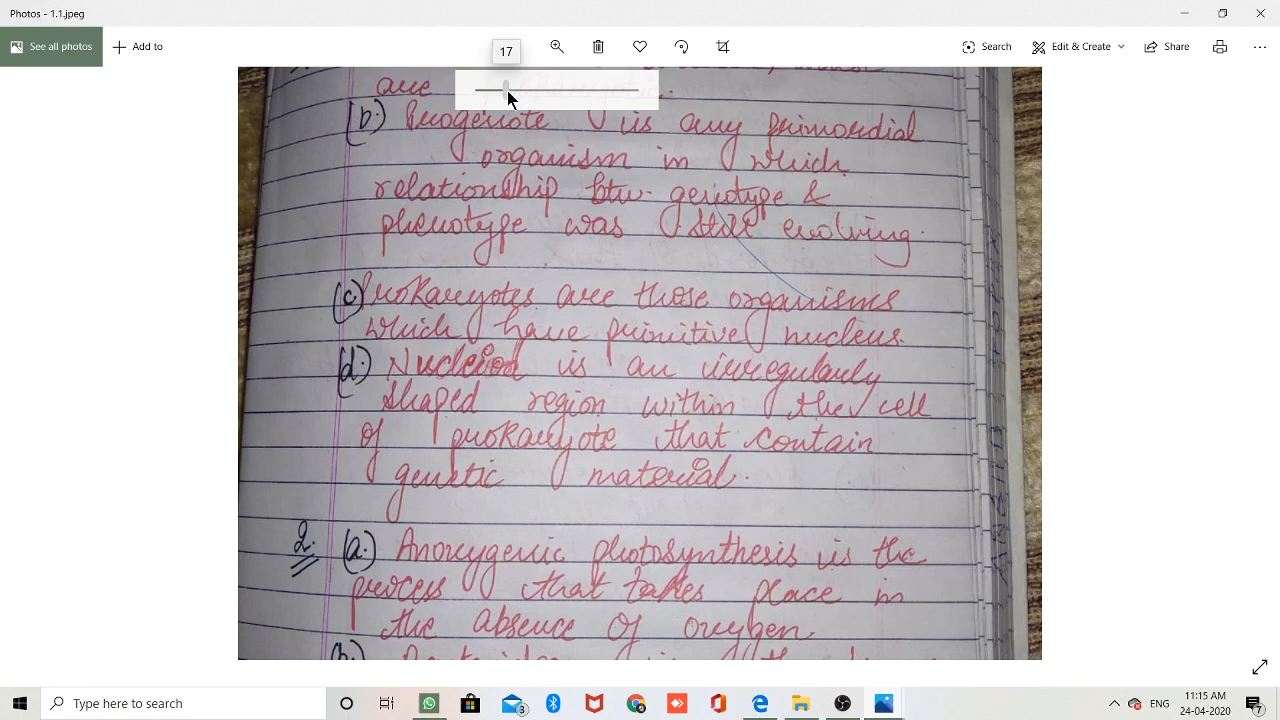 Photos - 1.1.jpeg
See all photos
Add to
17
Search
Edit & Create
Share
are
(b.) Progenote is any primordial
organism in which
relationship btw. genotype &
phenotype was still evolving.
(c) Prokaryotes are those organisms
which have primitive nucleus.
(d.) Nucleoid is an irregularly
shaped region within the cell
of prokaryote that contain
genetic material.
2. (a.) Anoxygenic photosynthesis is the
process that takes place in
the absence of oxygen.
(b.)
Type here to search
3
ENG
11:15 AM
24-04-2020
7